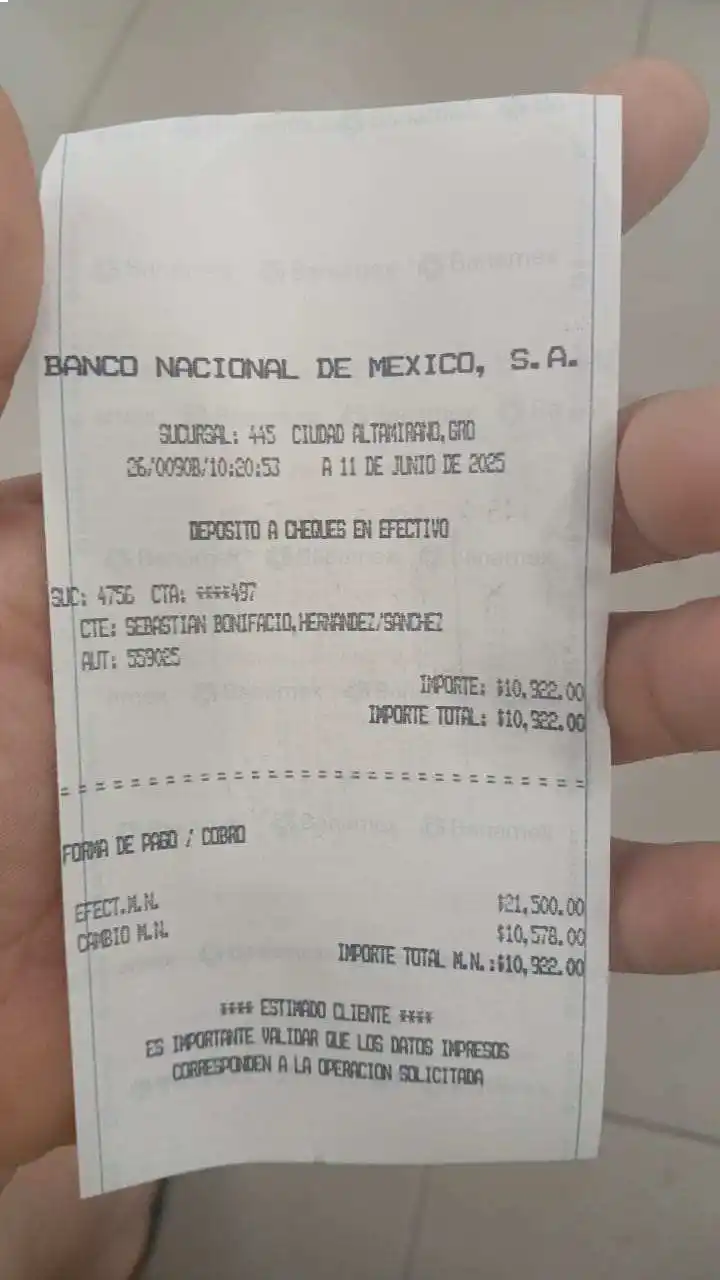 BANCO NACIONAL DE MEXICO, S.A.
SUCURSAL: 445 CIUDAD ALTAMIRANO,GRO
26/0090B/10:20:53 A 11 DE JUNIO DE 2025
DEPOSITO A CHEQUES EN EFECTIVO
SUC: 4756 CTA: ****497
CTE: SEBASTIAN BONIFACIO,HERNANDEZ/SANCHEZ
AUT: 559025
IMPORTE: $10,922.00
IMPORTE TOTAL: $10,922.00
================================
FORMA DE PAGO / COBRO
EFECT.M.N. $21,500.00
CAMBIO M.N. $10,578.00
IMPORTE TOTAL M.N.:$10,922.00
**** ESTIMADO CLIENTE ****
ES IMPORTANTE VALIDAR QUE LOS DATOS IMPRESOS
CORRESPONDEN A LA OPERACION SOLICITADA